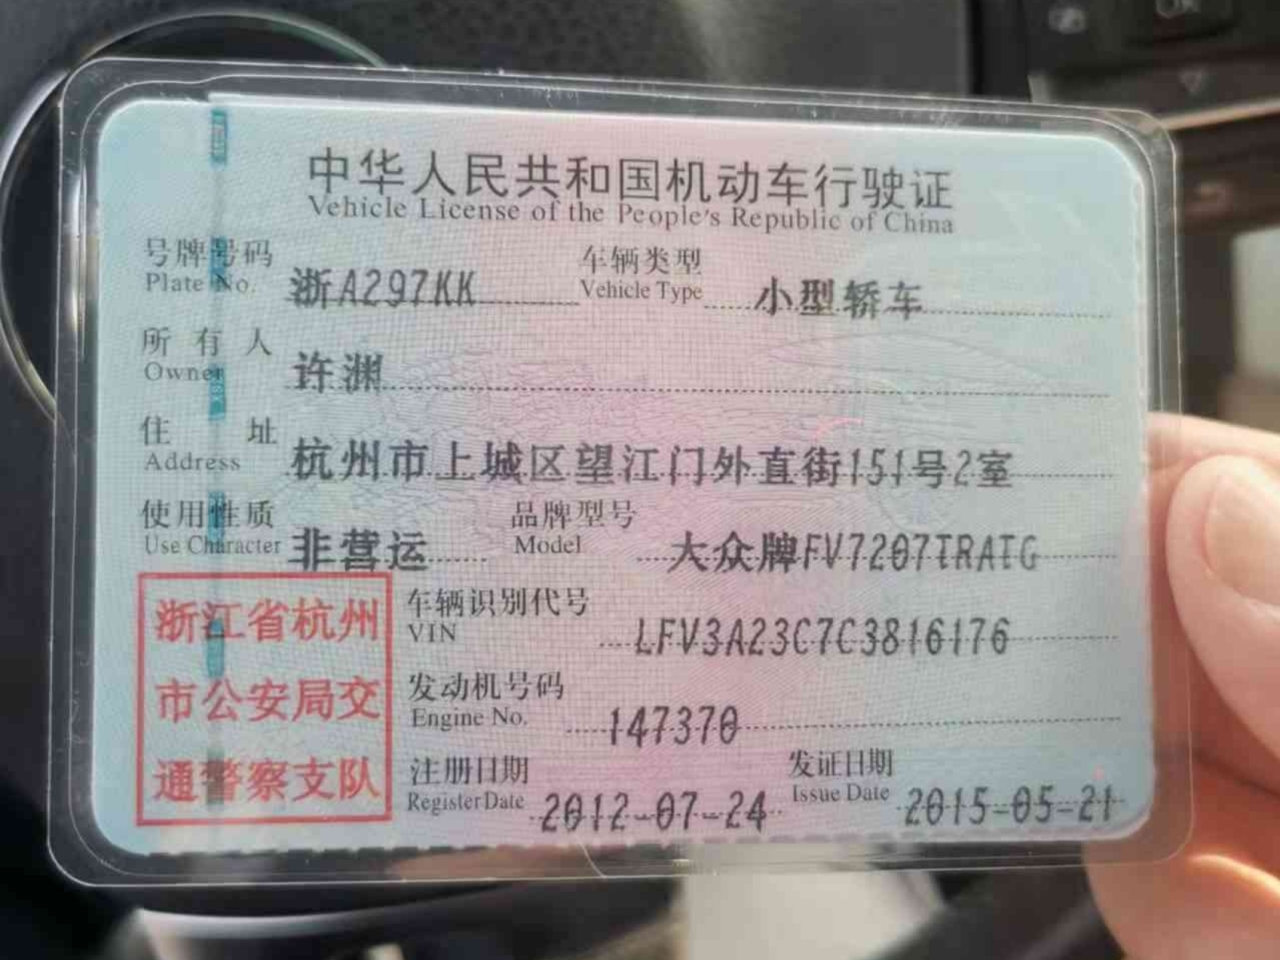 中华人民共和国机动车行驶证
Vehicle License of the People's Republic of China
号牌号码 浙A297KK 车辆类型 小型轿车
Plate No. Vehicle Type
所有人 许渊
Owner
住址 杭州市上城区望江门外直街151号2室
Address
使用性质 非营运 品牌型号 大众牌FV7207TRATG
Use Character Model
浙江省杭州
市公安局交
通警察支队
车辆识别代号 LFV3A23C7C3816176
VIN
发动机号码 147370
Engine No.
注册日期 2012-07-24 发证日期 2015-05-21
Register Date Issue Date